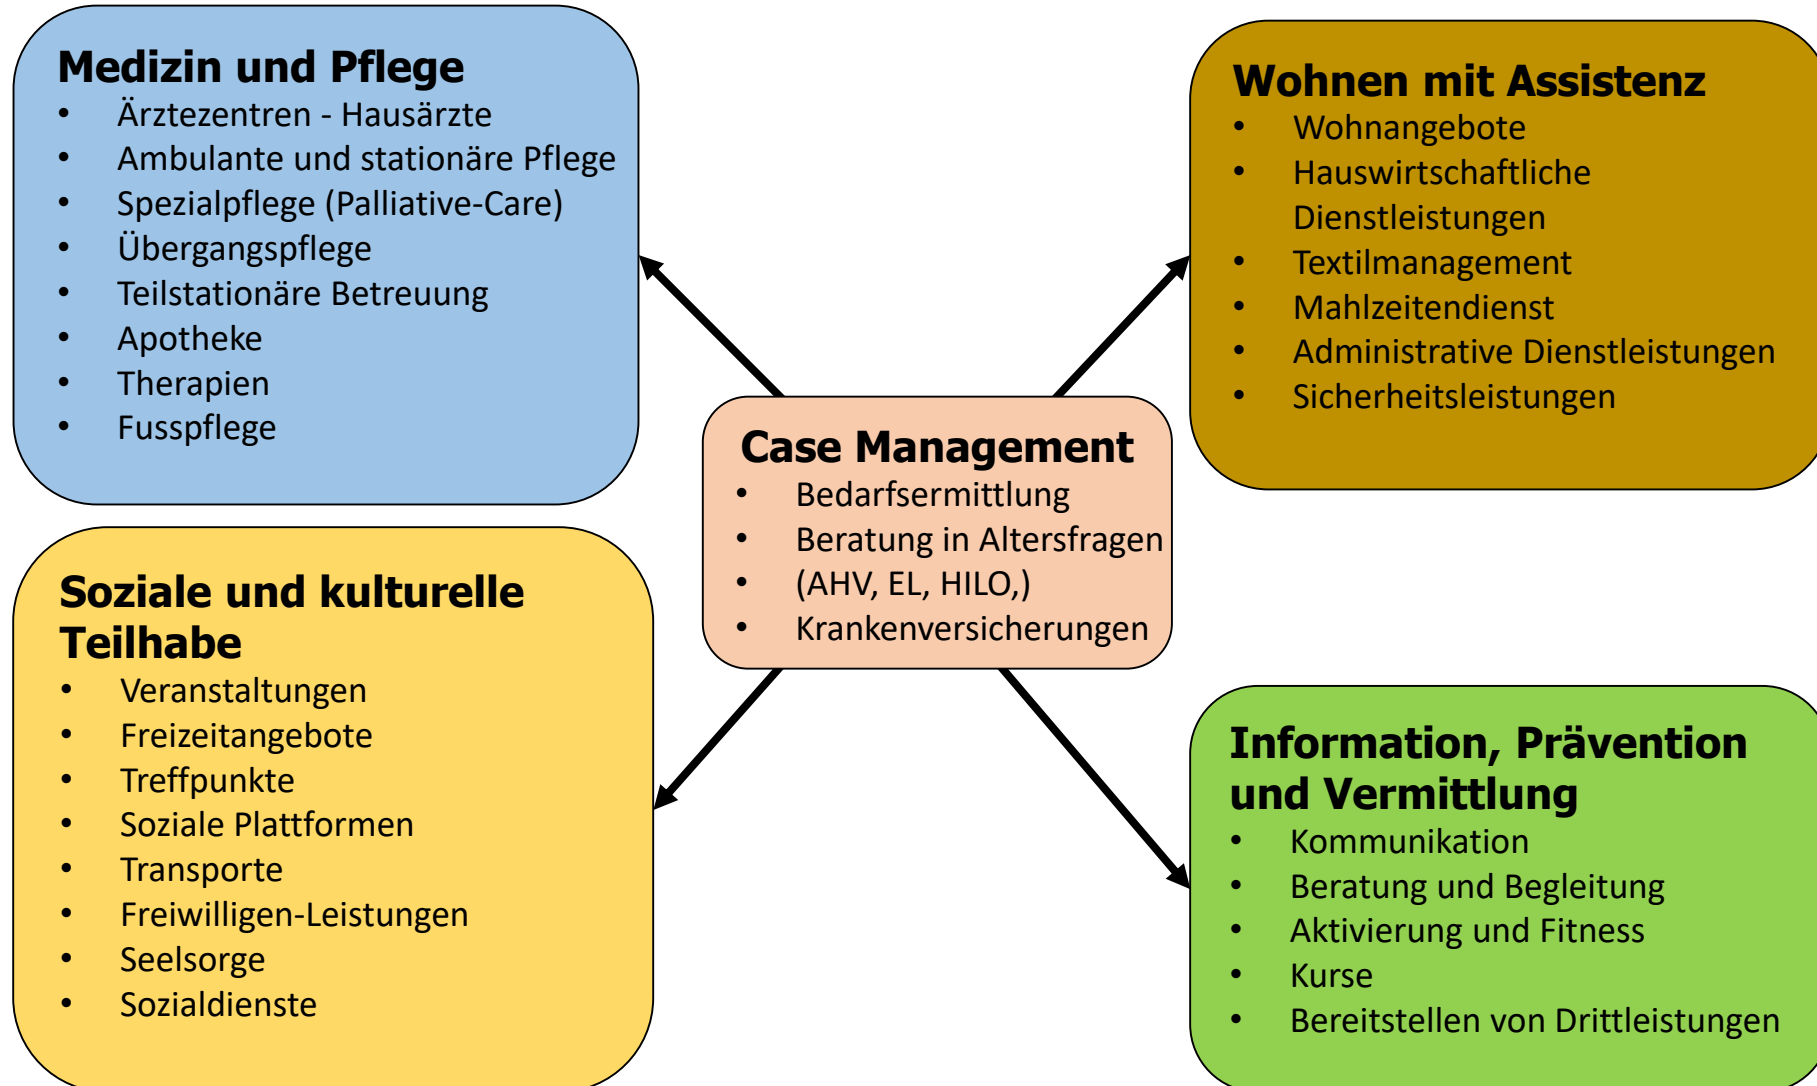 Medizin und Pflege
• Ärztezentren - Hausärzte
• Ambulante und stationäre Pflege
• Spezialpflege (Palliative-Care)
• Übergangspflege
• Teilstationäre Betreuung
• Apotheke
• Therapien
• Fusspflege
Wohnen mit Assistenz
• Wohnangebote
• Hauswirtschaftliche
Dienstleistungen
• Textilmanagement
• Mahlzeitendienst
• Administrative Dienstleistungen
• Sicherheitsleistungen
Case Management
• Bedarfsermittlung
• Beratung in Altersfragen
• (AHV, EL, HILO,)
• Krankenversicherungen
Soziale und kulturelle
Teilhabe
• Veranstaltungen
• Freizeitangebote
• Treffpunkte
• Soziale Plattformen
• Transporte
• Freiwilligen-Leistungen
• Seelsorge
• Sozialdienste
Information, Prävention
und Vermittlung
• Kommunikation
• Beratung und Begleitung
• Aktivierung und Fitness
• Kurse
• Bereitstellen von Drittleistungen